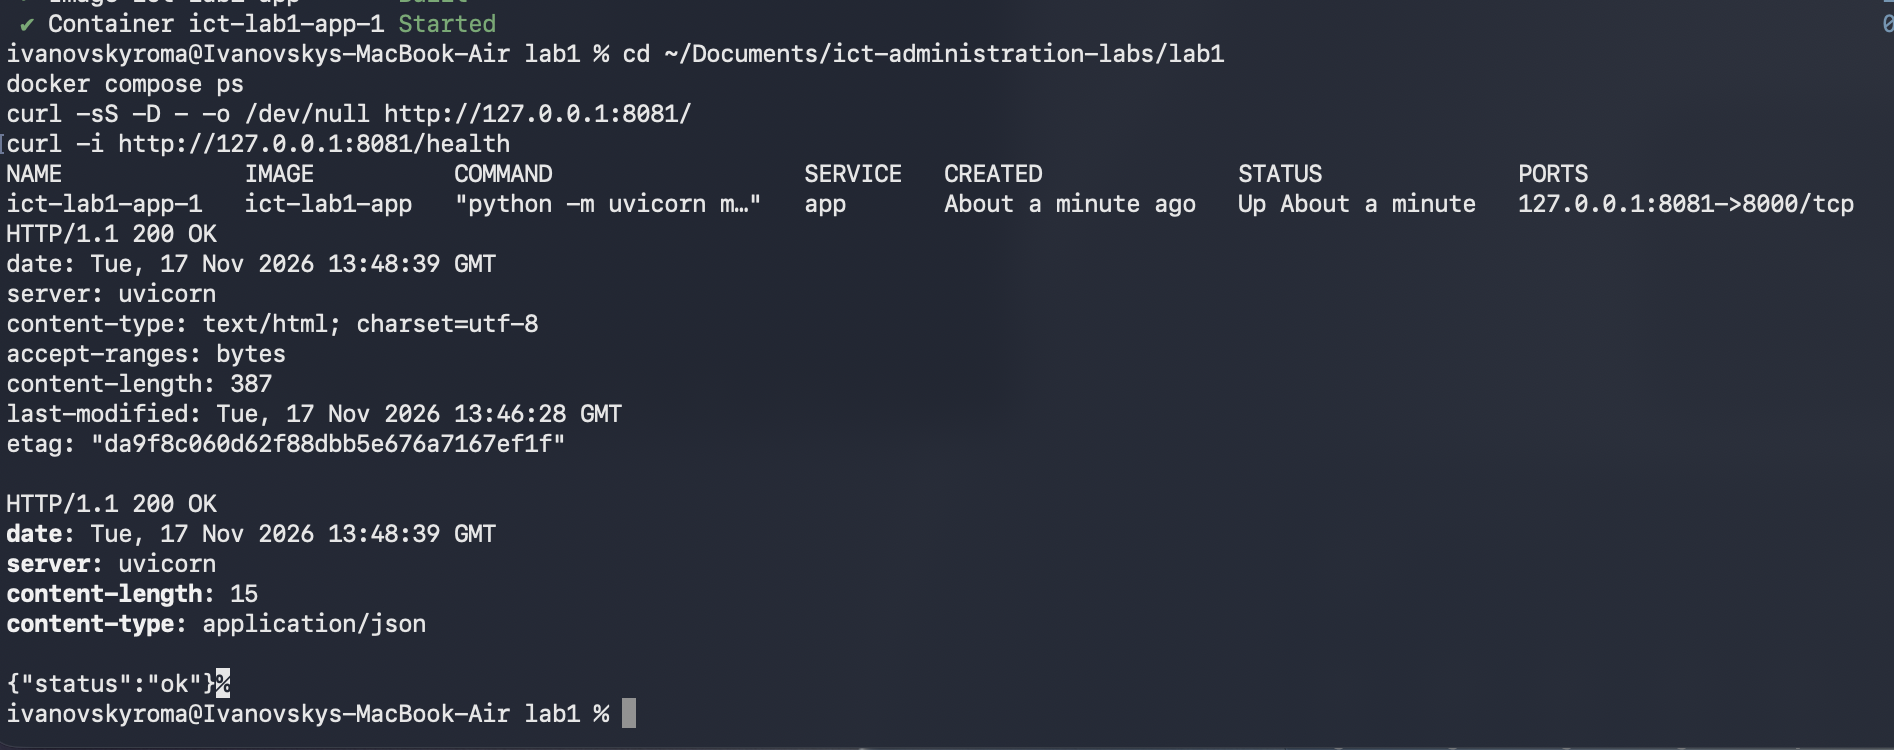 ✔ Container ict-lab1-app-1 Started
ivanovskyroma@Ivanovskys-MacBook-Air lab1 % cd ~/Documents/ict-administration-labs/lab1
docker compose ps
curl -sS -D - -o /dev/null http://127.0.0.1:8081/
curl -i http://127.0.0.1:8081/health
NAME IMAGE COMMAND SERVICE CREATED STATUS PORTS
ict-lab1-app-1 ict-lab1-app "python -m uvicorn m…" app About a minute ago Up About a minute 127.0.0.1:8081->8000/tcp
HTTP/1.1 200 OK
date: Tue, 17 Nov 2026 13:48:39 GMT
server: uvicorn
content-type: text/html; charset=utf-8
accept-ranges: bytes
content-length: 387
last-modified: Tue, 17 Nov 2026 13:46:28 GMT
etag: "da9f8c060d62f88dbb5e676a7167ef1f"
HTTP/1.1 200 OK
date: Tue, 17 Nov 2026 13:48:39 GMT
server: uvicorn
content-length: 15
content-type: application/json
{"status":"ok"}%
ivanovskyroma@Ivanovskys-MacBook-Air lab1 %